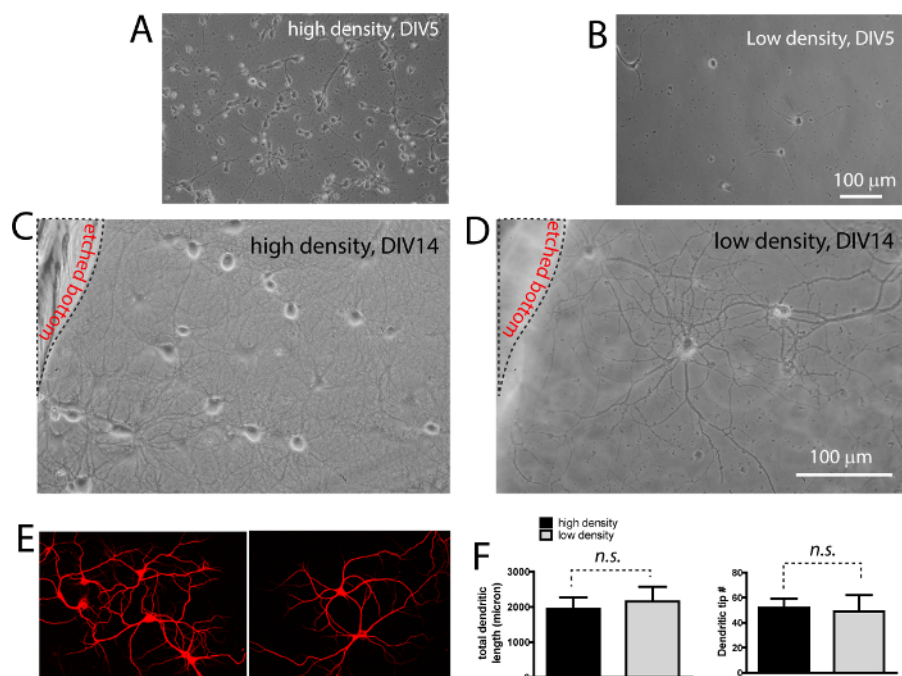 A
high density, DIV5
B
Low density, DIV5
100 μm
C
etched bottom
high density, DIV14
D
etched bottom
low density, DIV14
100 μm
E
F
high density
low density
n.s.
total dendritic
length (micron)
3000
2000
1000
0
n.s.
Dendritic tip #
80
60
40
20
0